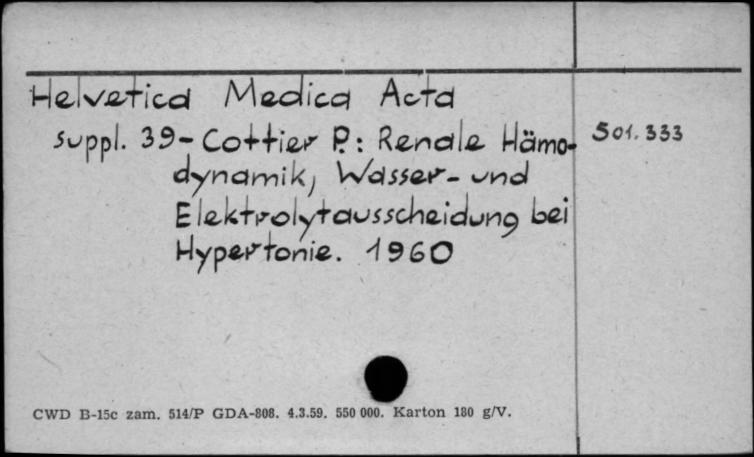 Helvetica Medica Acta
suppl. 39 - Cottier P.: Renale Hämo-
501.333
dynamik, Wasser- und
Elektrolytausscheidung bei
Hypertonie. 1960
CWD B-15c zam. 514/P GDA-808. 4.3.59. 550 000. Karton 180 g/V.